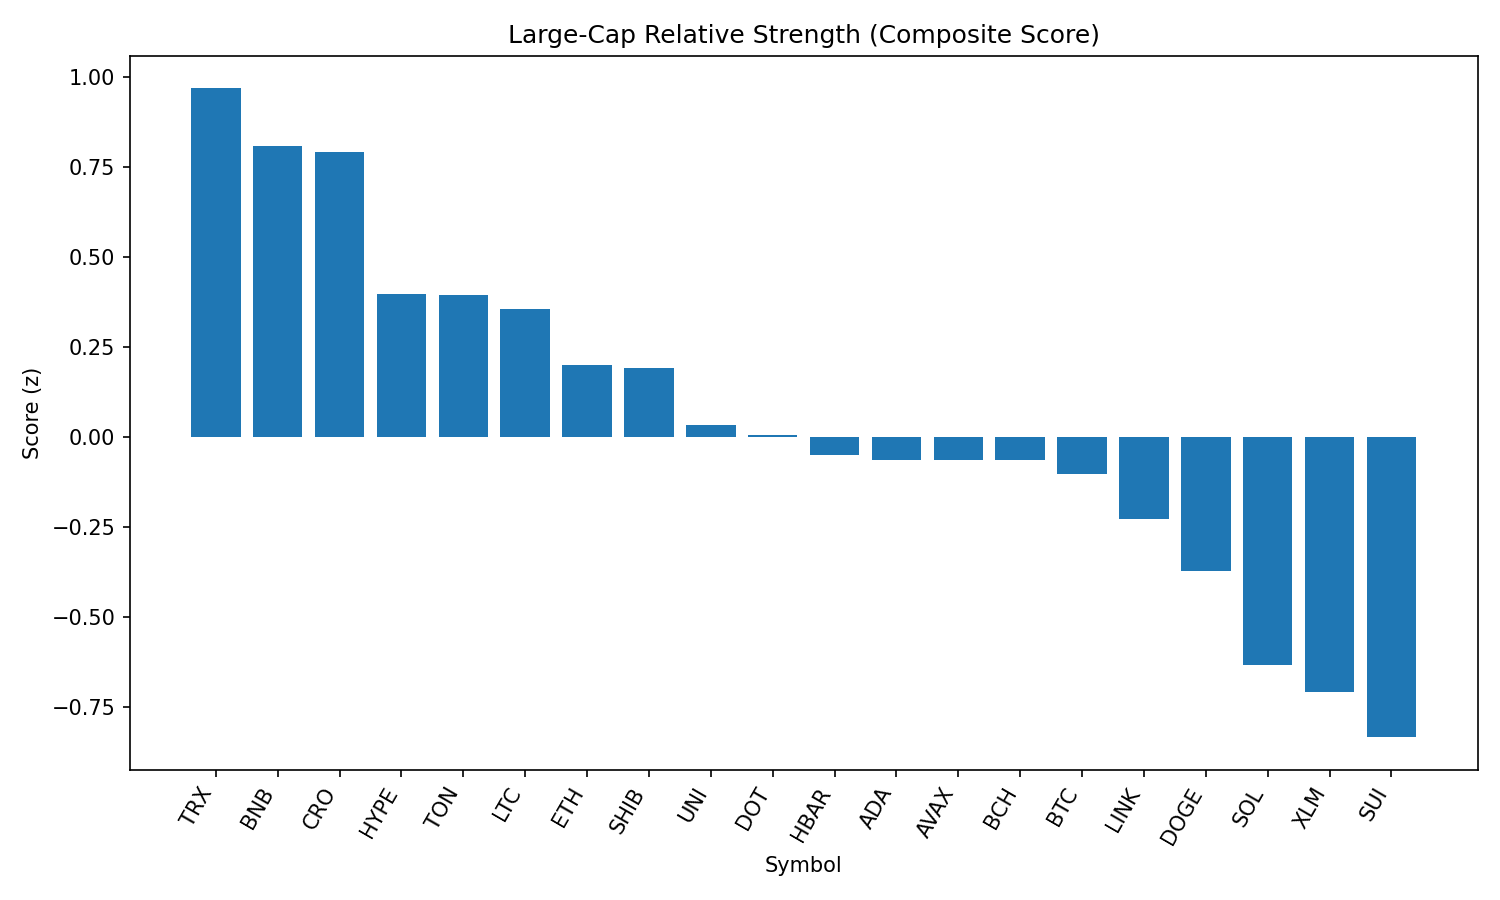 Large-Cap Relative Strength (Composite Score)
1.00
0.75
0.50
0.25
0.00
−0.25
−0.50
−0.75
Score (z)
TRX
BNB
CRO
HYPE
TON
LTC
ETH
SHIB
UNI
DOT
HBAR
ADA
AVAX
BCH
BTC
LINK
DOGE
SOL
XLM
SUI
Symbol